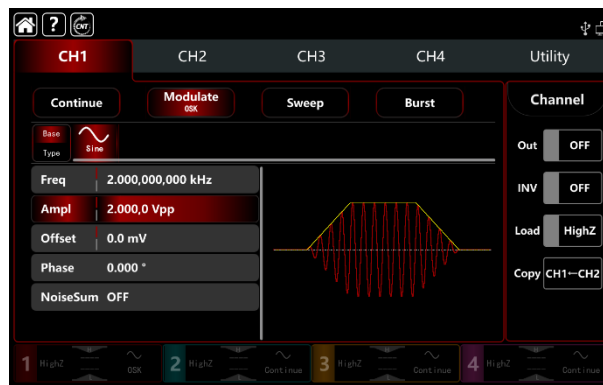 ? CNT
CH1 CH2 CH3 CH4 Utility
Continue Modulate Sweep Burst Channel
OSK
Base
Type Sine
Out OFF
Freq 2.000,000,000 kHz
INV OFF
Ampl 2.000,0 Vpp
Offset 0.0 mV
Load HighZ
Phase 0.000 °
Copy CH1←CH2
NoiseSum OFF
1 HighZ OSK 2 HighZ Continue 3 HighZ Continue 4 HighZ Continue